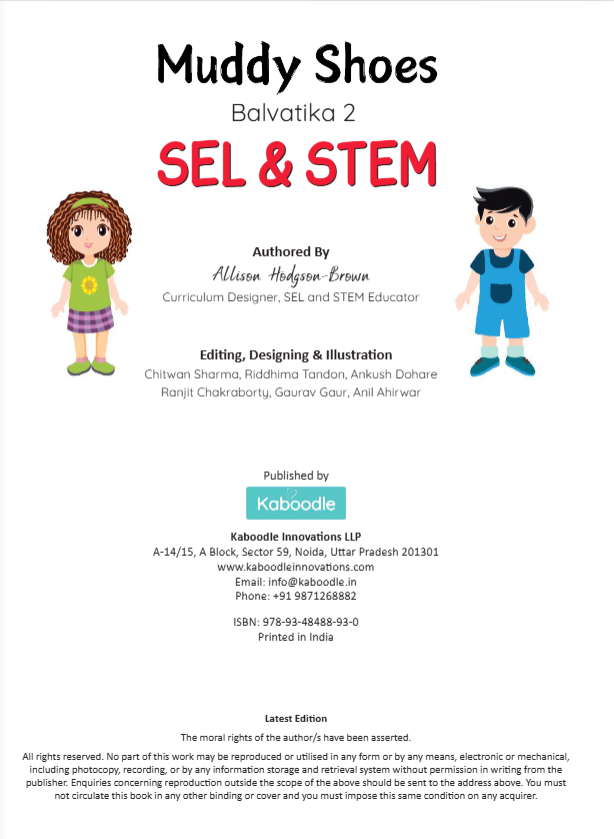 Muddy Shoes
Balvatika 2
SEL & STEM
Authored By
Allison Hodgson-Brown
Curriculum Designer, SEL and STEM Educator
Editing, Designing & Illustration
Chitwan Sharma, Riddhima Tandon, Ankush Dohare
Ranjit Chakraborty, Gaurav Gaur, Anil Ahirwar
Published by
Kaboodle
Kaboodle Innovations LLP
A-14/15, A Block, Sector 59, Noida, Uttar Pradesh 201301
www.kaboodleinnovations.com
Email: info@kaboodle.in
Phone: +91 9871268882
ISBN: 978-93-48488-93-0
Printed in India
Latest Edition
The moral rights of the author/s have been asserted.
All rights reserved. No part of this work may be reproduced or utilised in any form or by any means, electronic or mechanical,
including photocopy, recording, or by any information storage and retrieval system without permission in writing from the
publisher. Enquiries concerning reproduction outside the scope of the above should be sent to the address above. You must
not circulate this book in any other binding or cover and you must impose this same condition on any acquirer.